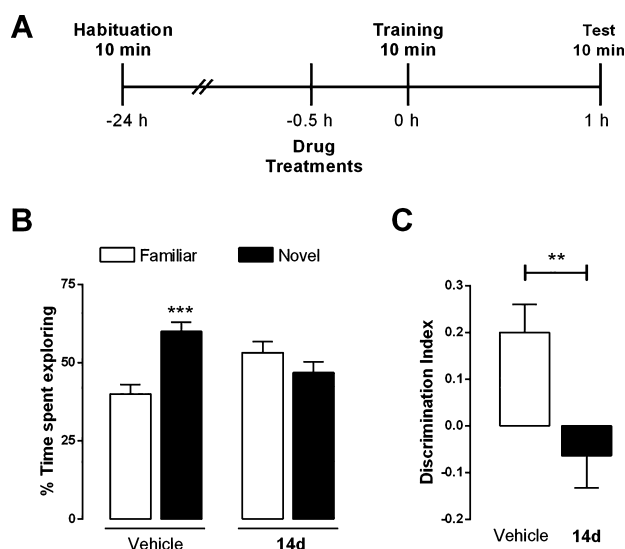 A
Habituation
10 min
Training
10 min
Test
10 min
-24 h
-0.5 h
0 h
1 h
Drug
Treatments
B
Familiar
Novel
% Time spent exploring
75
50
25
0
***
Vehicle
14d
C
**
Discrimination Index
0.3
0.2
0.1
0.0
-0.1
-0.2
Vehicle
14d